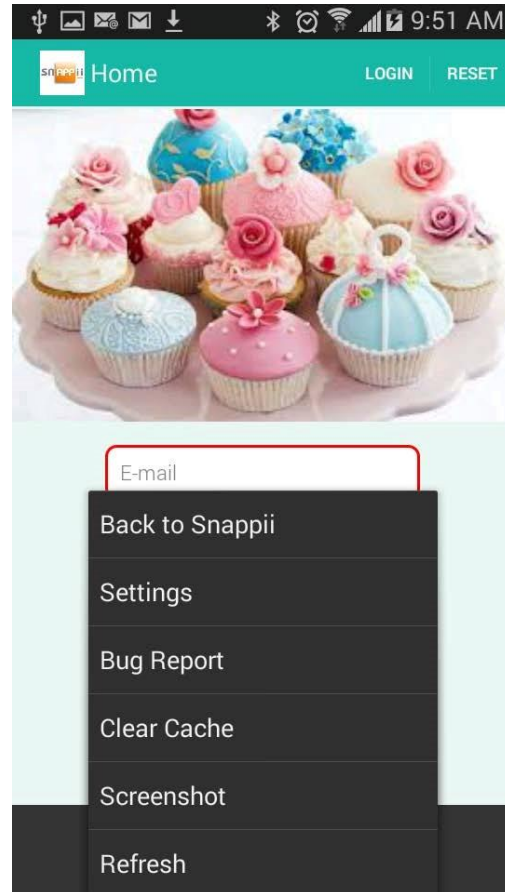 9:51 AM
snappii Home LOGIN RESET
E-mail
Back to Snappii
Settings
Bug Report
Clear Cache
Screenshot
Refresh